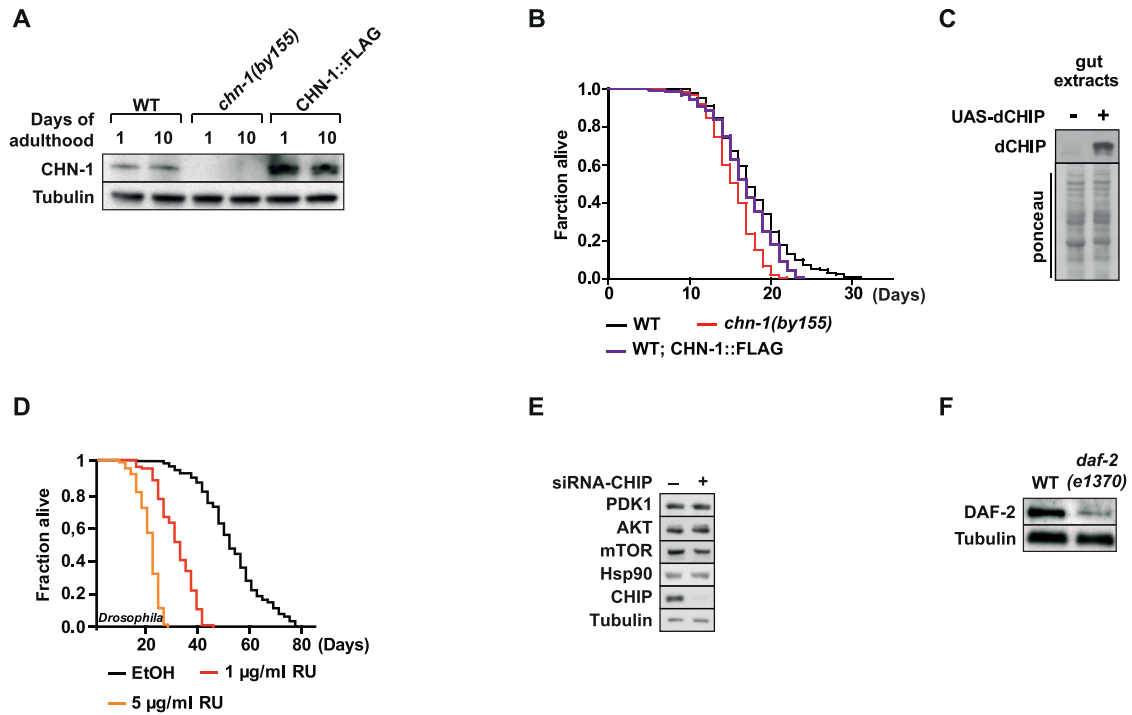 A
WT
chn-1(by155)
CHN-1::FLAG
Days of
adulthood
1 10 1 10 1 10
CHN-1
Tubulin
B
Farction alive
1.0
0.8
0.6
0.4
0.2
0.0
0 10 20 30 (Days)
WT chn-1(by155)
WT; CHN-1::FLAG
C
gut
extracts
UAS-dCHIP - +
dCHIP
ponceau
D
Fraction alive
1
0.8
0.6
0.4
0.2
0.0
Drosophila
20 40 60 80 (Days)
EtOH 1 µg/ml RU
5 µg/ml RU
E
siRNA-CHIP – +
PDK1
AKT
mTOR
Hsp90
CHIP
Tubulin
F
WT daf-2
(e1370)
DAF-2
Tubulin